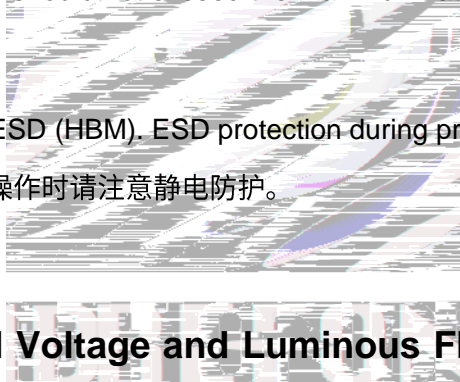 ESD (HBM). ESD protection during pr
操作时请注意静电防护。
Voltage and Luminous Fl